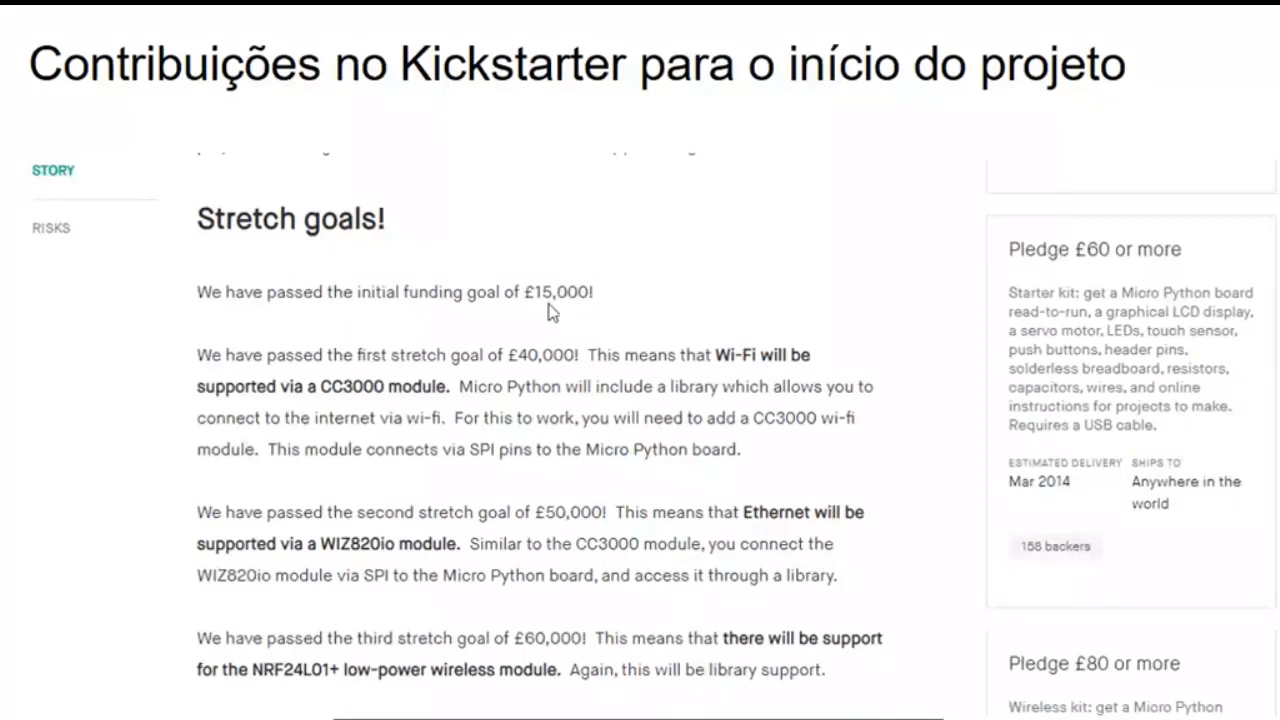 Contribuições no Kickstarter para o início do projeto
STORY
RISKS
Stretch goals!
We have passed the initial funding goal of £15,000!
We have passed the first stretch goal of £40,000!  This means that Wi-Fi will be
supported via a CC3000 module.  Micro Python will include a library which allows you to
connect to the internet via wi-fi.  For this to work, you will need to add a CC3000 wi-fi
module.  This module connects via SPI pins to the Micro Python board.
We have passed the second stretch goal of £50,000!  This means that Ethernet will be
supported via a WIZ820io module.  Similar to the CC3000 module, you connect the
WIZ820io module via SPI to the Micro Python board, and access it through a library.
We have passed the third stretch goal of £60,000!  This means that there will be support
for the NRF24L01+ low-power wireless module.  Again, this will be library support.
Pledge £60 or more
Starter kit: get a Micro Python board
read-to-run, a graphical LCD display,
a servo motor, LEDs, touch sensor,
push buttons, header pins,
solderless breadboard, resistors,
capacitors, wires, and online
instructions for projects to make.
Requires a USB cable.
ESTIMATED DELIVERY SHIPS TO
Mar 2014 Anywhere in the
world
158 backers
Pledge £80 or more
Wireless kit: get a Micro Python